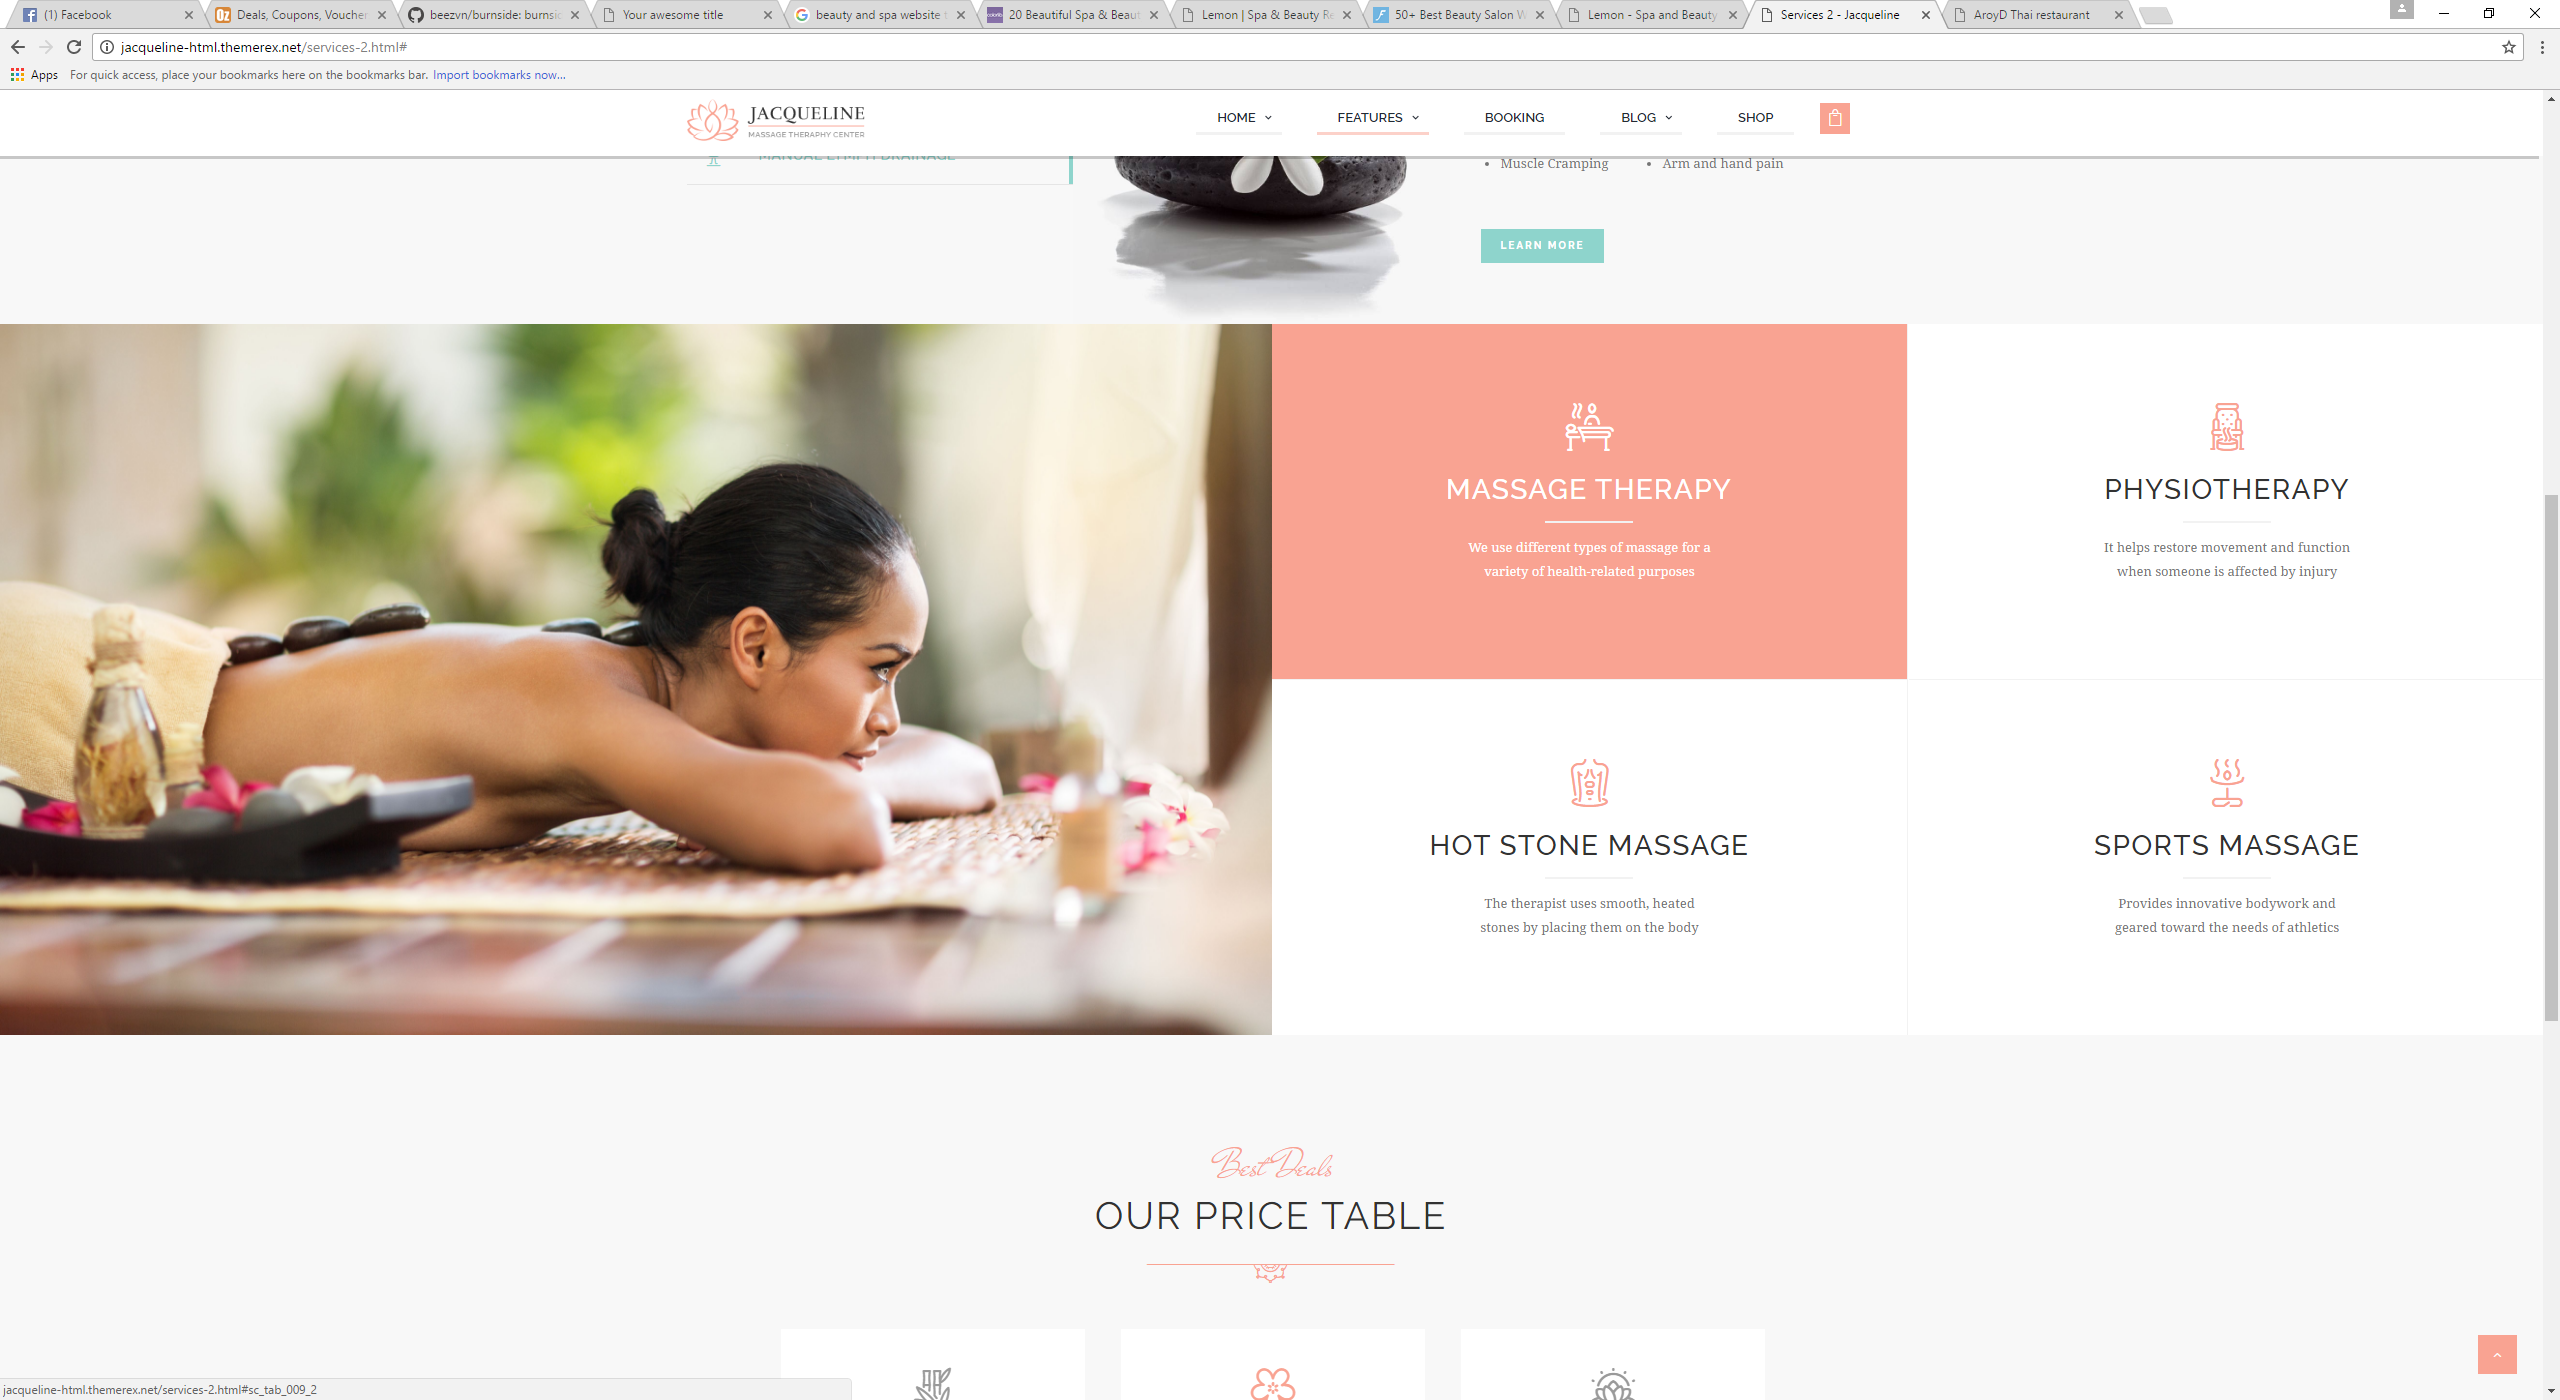 (1) Facebook
Deals, Coupons, Voucher
beezvn/burnside: burnsic
Your awesome title
beauty and spa website t
20 Beautiful Spa & Beaut
Lemon | Spa & Beauty Re
50+ Best Beauty Salon W
Lemon - Spa and Beauty
Services 2 - Jacqueline
AroyD Thai restaurant
jacqueline-html.themerex.net/services-2.html#
Apps
For quick access, place your bookmarks here on the bookmarks bar. Import bookmarks now...
JACQUELINE
MASSAGE THERAPHY CENTER
HOME
FEATURES
BOOKING
BLOG
SHOP
MANUAL LYMPH DRAINAGE
• Muscle Cramping
• Arm and hand pain
LEARN MORE
MASSAGE THERAPY
We use different types of massage for a
variety of health-related purposes
PHYSIOTHERAPY
It helps restore movement and function
when someone is affected by injury
HOT STONE MASSAGE
The therapist uses smooth, heated
stones by placing them on the body
SPORTS MASSAGE
Provides innovative bodywork and
geared toward the needs of athletics
Best Deals
OUR PRICE TABLE
jacqueline-html.themerex.net/services-2.html#sc_tab_009_2